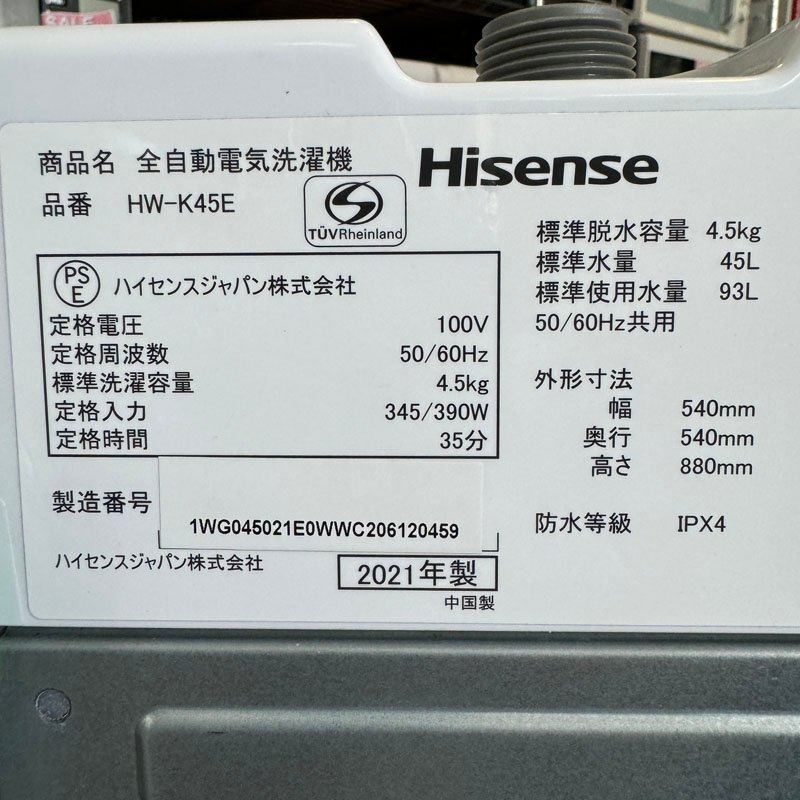 SALE
商品名 全自動電気洗濯機
Hisense
品番 HW-K45E
TÜVRheinland
PS
E
ハイセンスジャパン株式会社
定格電圧 100V
定格周波数 50/60Hz
標準洗濯容量 4.5kg
定格入力 345/390W
定格時間 35分
製造番号
1WG045021E0WWC206120459
ハイセンスジャパン株式会社
2021年製
中国製
標準脱水容量 4.5kg
標準水量 45L
標準使用水量 93L
50/60Hz共用
外形寸法
幅 540mm
奥行 540mm
高さ 880mm
防水等級 IPX4